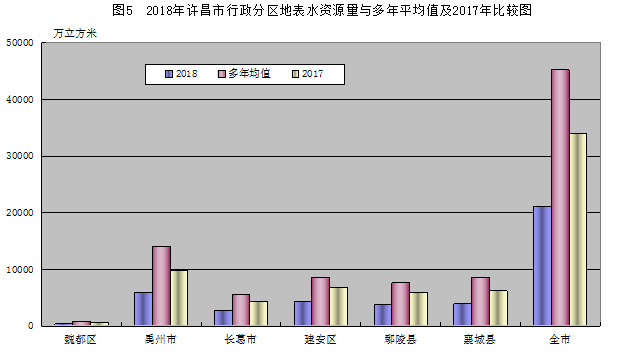 图5 2018年许昌市行政分区地表水资源量与多年平均值及2017年比较图
万立方米
2018 多年均值 2017
50000
40000
30000
20000
10000
0
魏都区 禹州市 长葛市 建安区 鄢陵县 襄城县 全市